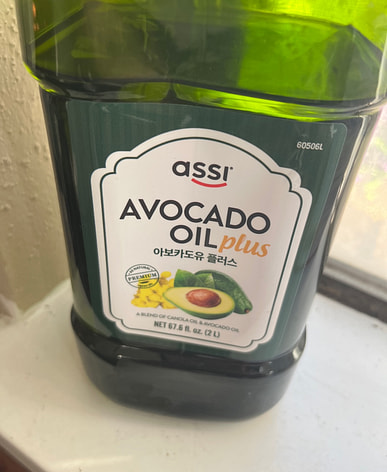 60506L
assi®
AVOCADO
OIL plus
아보카도유 플러스
PREMIUM
A BLEND OF CANOLA OIL & AVOCADO OIL
NET 67.6 fl. oz. (2 L)